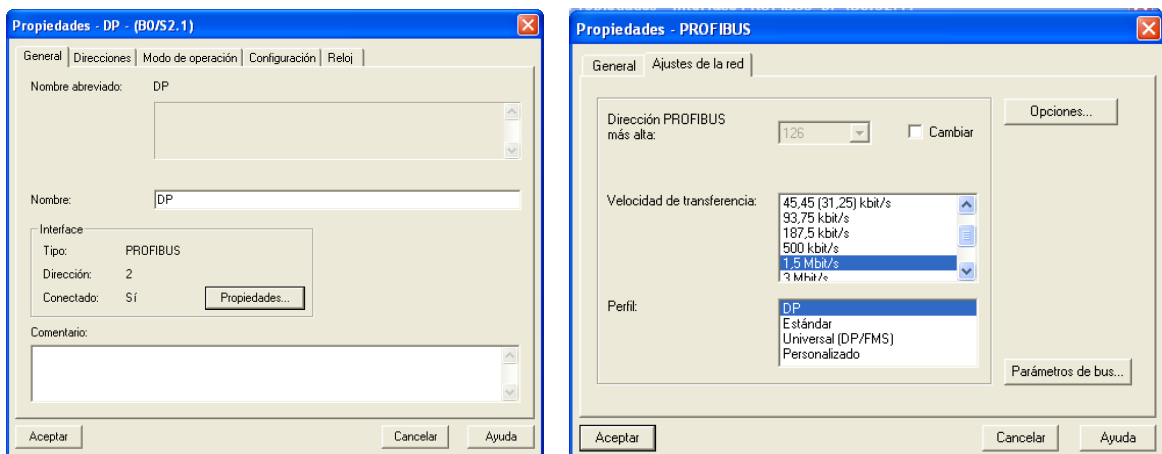 Propiedades - DP - (B0/S2.1)
General Direcciones Modo de operación Configuración Reloj
Nombre abreviado: DP
Nombre: DP
Interface
Tipo: PROFIBUS
Dirección: 2
Conectado: Sí Propiedades...
Comentario:
Aceptar Cancelar Ayuda
Propiedades - PROFIBUS
General Ajustes de la red
Dirección PROFIBUS
más alta: 126 Cambiar Opciones...
Velocidad de transferencia: 45,45 (31,25) kbit/s
93,75 kbit/s
187,5 kbit/s
500 kbit/s
1,5 Mbit/s
3 Mbit/s
Perfil: DP
Estándar
Universal (DP/FMS)
Personalizado
Parámetros de bus...
Aceptar Cancelar Ayuda